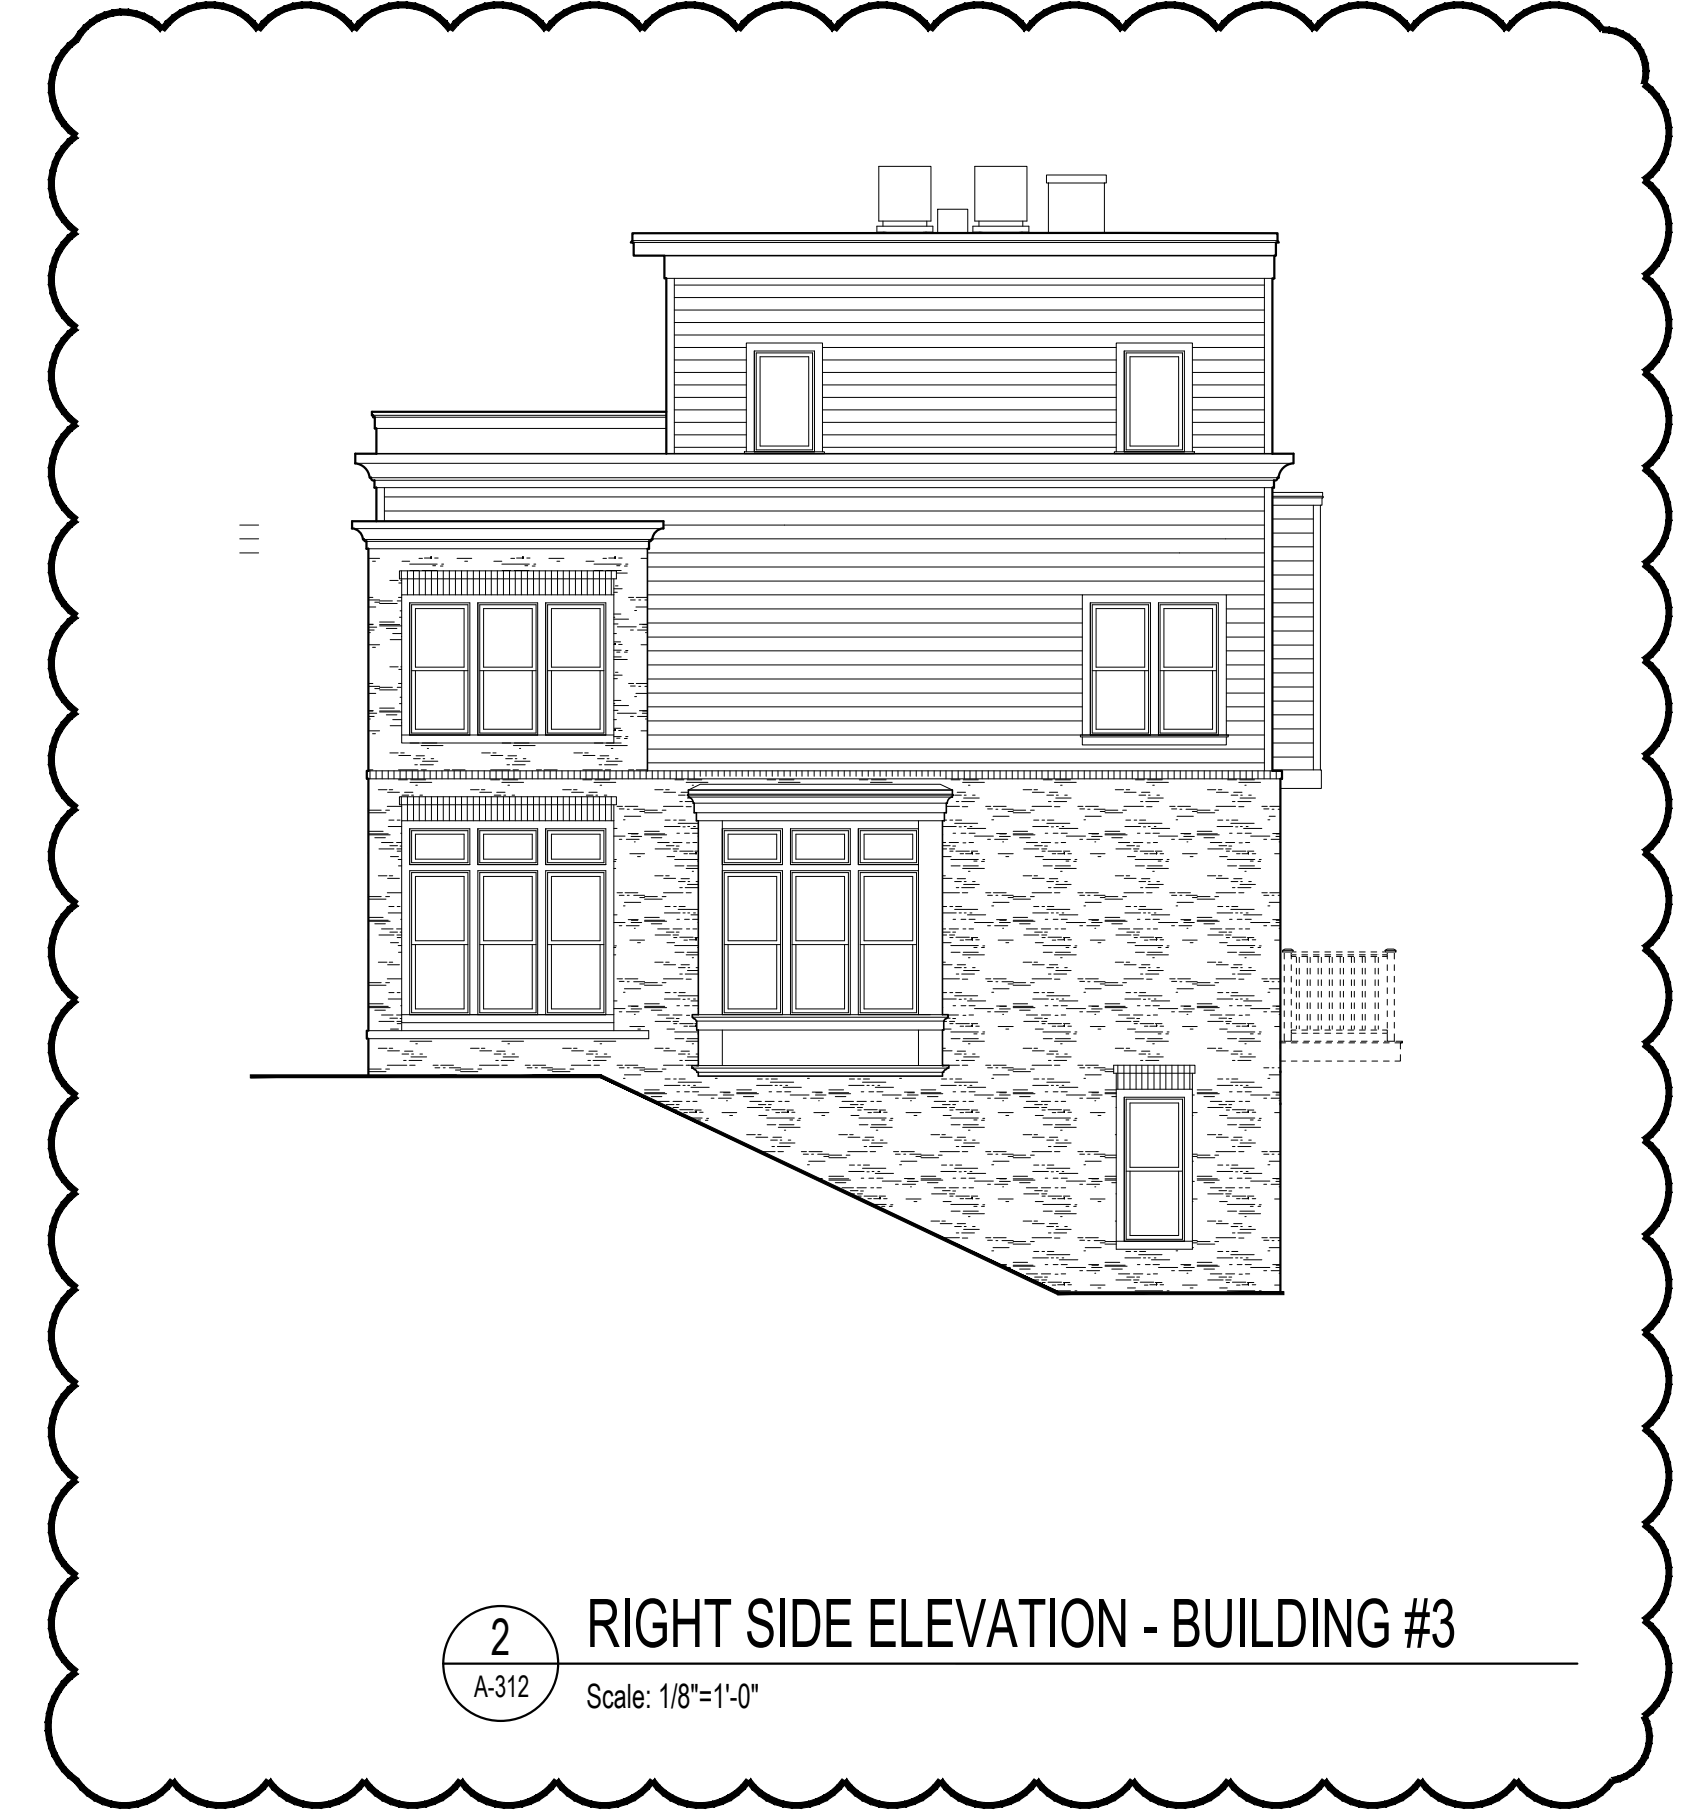 2
A-312
RIGHT SIDE ELEVATION - BUILDING #3
Scale: 1/8"=1'-0"